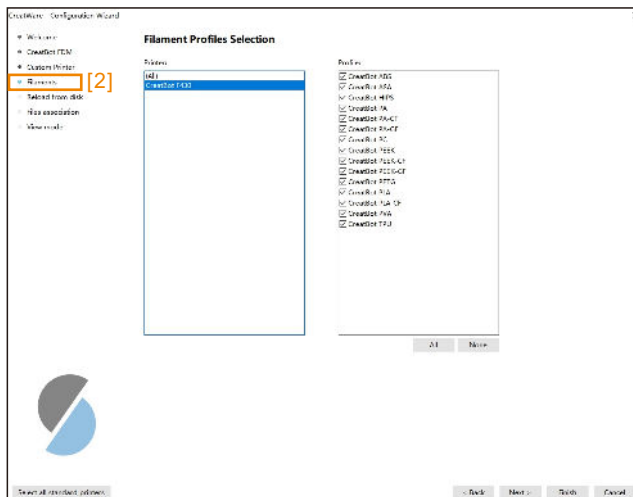 CreatWare - Configuration Wizard
Welcome
CreatBot FDM
Custom Printer
Filaments
[2]
Reload from disk
Files association
View mode
Filament Profiles Selection
Printer:
(All)
CreatBot F430
Profile:
CreatBot ABS
CreatBot ASA
CreatBot HIPS
CreatBot PA
CreatBot PA-CF
CreatBot PA-GF
CreatBot PC
CreatBot PEEK
CreatBot PEEK-CF
CreatBot PEEK-GF
CreatBot PETG
CreatBot PLA
CreatBot PLA-CF
CreatBot PVA
CreatBot TPU
All
None
Select all standard printers
< Back
Next >
Finish
Cancel